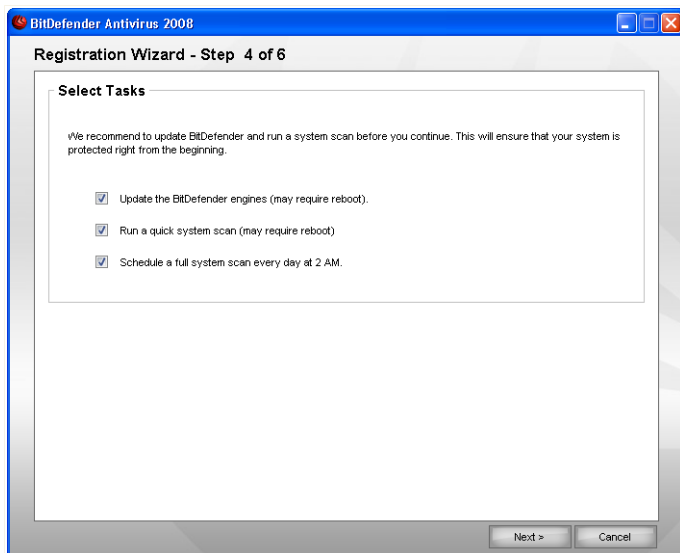 BitDefender Antivirus 2008
Registration Wizard - Step 4 of 6
Select Tasks
We recommend to update BitDefender and run a system scan before you continue. This will ensure that your system is
protected right from the beginning.
Update the BitDefender engines (may require reboot).
Run a quick system scan (may require reboot)
Schedule a full system scan every day at 2 AM.
Next > Cancel